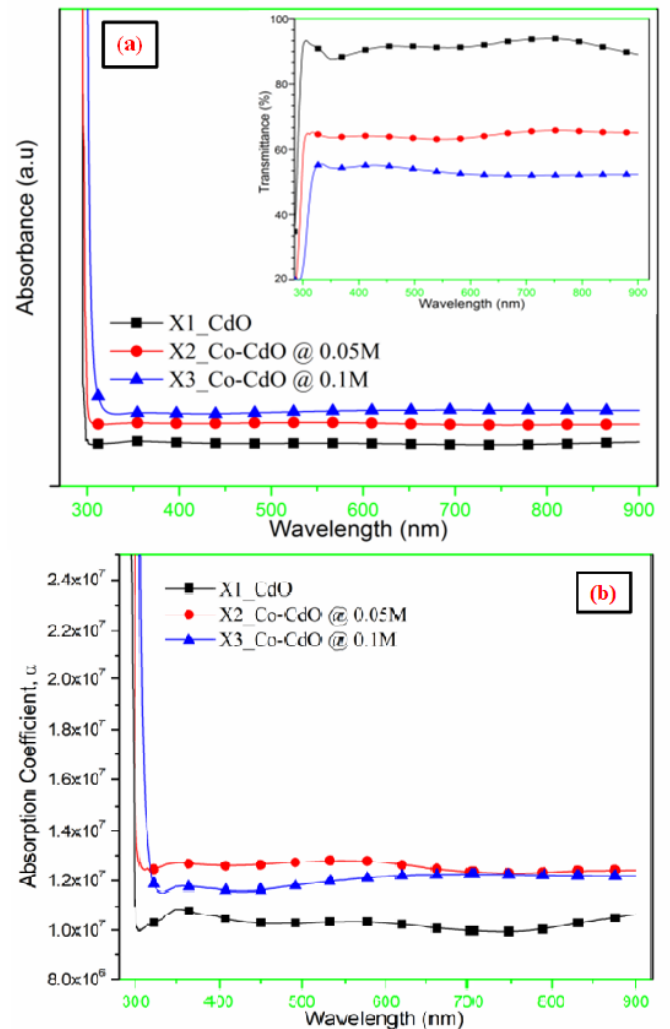 (a)
Absorbance (a.u)
Transmittance (%)
100
80
60
40
20
300 400 500 600 700 800 900
Wavelength (nm)
X1_CdO
X2_Co-CdO @ 0.05M
X3_Co-CdO @ 0.1M
300 400 500 600 700 800 900
Wavelength (nm)
(b)
Absorption Coefficient, α
2.4x10⁷
2.2x10⁷
2.0x10⁷
1.8x10⁷
1.6x10⁷
1.4x10⁷
1.2x10⁷
1.0x10⁷
8.0x10⁶
X1_CdO
X2_Co-CdO @ 0.05M
X3_Co-CdO @ 0.1M
300 400 500 600 700 800 900
Wavelength (nm)